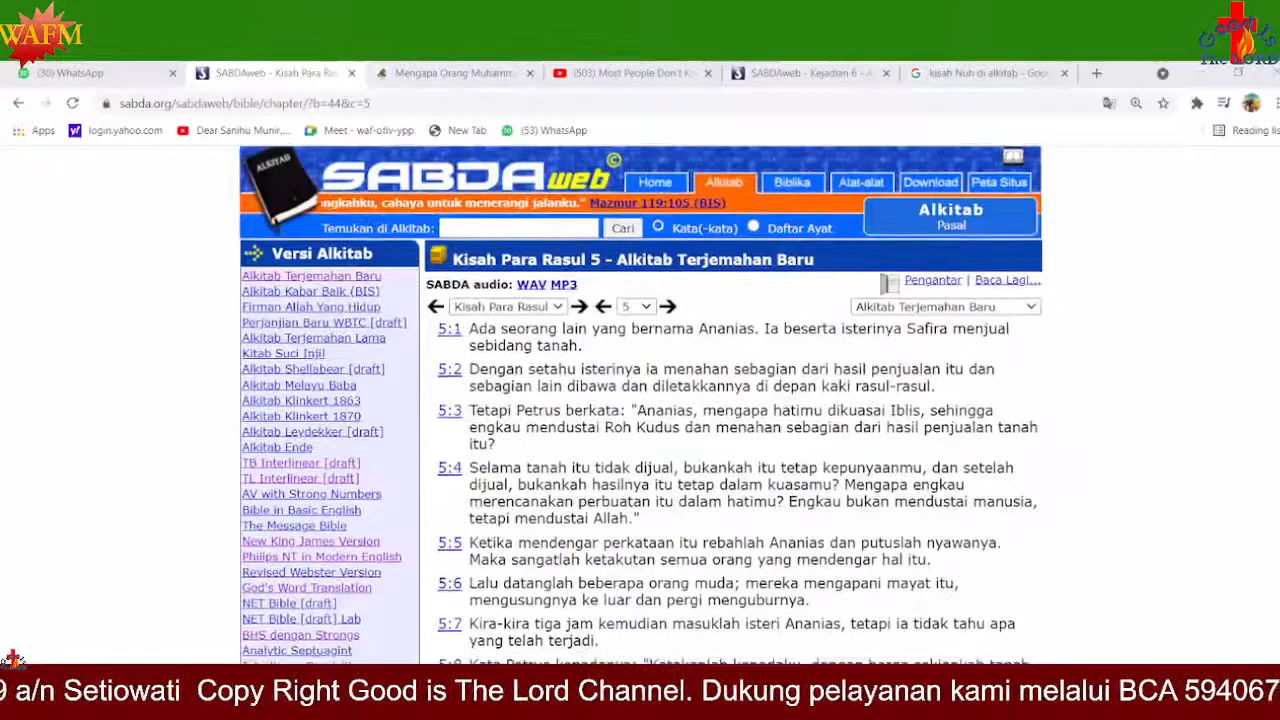 WAFM
Good is
The LORD
(30) WhatsApp
SABDAweb - Kisah Para Ra
Mengapa Orang Muhamm
(503) Most People Don't K
SABDAweb - Kejadian 6 - A
kisah Nuh di alkitab - Goo
sabda.org/sabdaweb/bible/chapter/?b=44&c=5
Apps
login.yahoo.com
Dear Sanihu Munir,...
Meet - waf-otiv-ypp
New Tab
(53) WhatsApp
Reading lis
ALKITAB
SABDAweb ©
Home
Alkitab
Biblika
Alat-alat
Download
Peta Situs
ongkahku, cahaya untuk menerangi jalanku." Mazmur 119:105 (BIS)
Temukan di Alkitab:
Cari
Kata(-kata)
Daftar Ayat
Alkitab
Pasal
Versi Alkitab
Alkitab Terjemahan Baru
Alkitab Kabar Baik (BIS)
Firman Allah Yang Hidup
Perjanjian Baru WBTC [draft]
Alkitab Terjemahan Lama
Kitab Suci Injil
Alkitab Shellabear [draft]
Alkitab Melayu Baba
Alkitab Klinkert 1863
Alkitab Klinkert 1870
Alkitab Leydekker [draft]
Alkitab Ende
TB Interlinear [draft]
TL Interlinear [draft]
AV with Strong Numbers
Bible in Basic English
The Message Bible
New King James Version
Philips NT in Modern English
Revised Webster Version
God's Word Translation
NET Bible [draft]
NET Bible [draft] Lab
BHS dengan Strongs
Analytic Septuagint
Kisah Para Rasul 5 - Alkitab Terjemahan Baru
SABDA audio: WAV MP3
Pengantar | Baca Lagi...
Kisah Para Rasul
5
Alkitab Terjemahan Baru
5:1 Ada seorang lain yang bernama Ananias. Ia beserta isterinya Safira menjual
sebidang tanah.
5:2 Dengan setahu isterinya ia menahan sebagian dari hasil penjualan itu dan
sebagian lain dibawa dan diletakkannya di depan kaki rasul-rasul.
5:3 Tetapi Petrus berkata: "Ananias, mengapa hatimu dikuasai Iblis, sehingga
engkau mendustai Roh Kudus dan menahan sebagian dari hasil penjualan tanah
itu?
5:4 Selama tanah itu tidak dijual, bukankah itu tetap kepunyaanmu, dan setelah
dijual, bukankah hasilnya itu tetap dalam kuasamu? Mengapa engkau
merencanakan perbuatan itu dalam hatimu? Engkau bukan mendustai manusia,
tetapi mendustai Allah."
5:5 Ketika mendengar perkataan itu rebahlah Ananias dan putuslah nyawanya.
Maka sangatlah ketakutan semua orang yang mendengar hal itu.
5:6 Lalu datanglah beberapa orang muda; mereka mengapani mayat itu,
mengusungnya ke luar dan pergi menguburnya.
5:7 Kira-kira tiga jam kemudian masuklah isteri Ananias, tetapi ia tidak tahu apa
yang telah terjadi.
9 a/n Setiowati Copy Right Good is The Lord Channel. Dukung pelayanan kami melalui BCA 594067